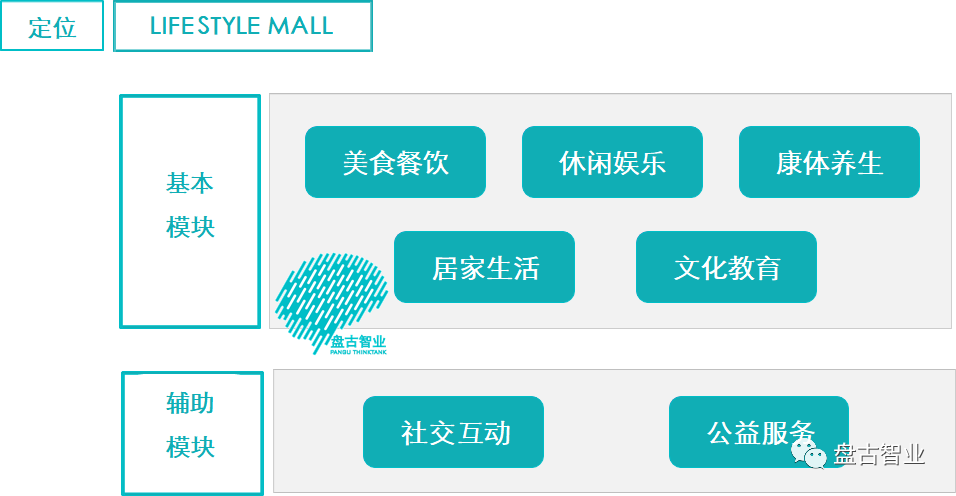 定位
LIFESTYLE MALL
基本
模块
美食餐饮
休闲娱乐
康体养生
居家生活
文化教育
盘古智业
PANGU THINKTANK
辅助
模块
社交互动
公益服务
盘古智业